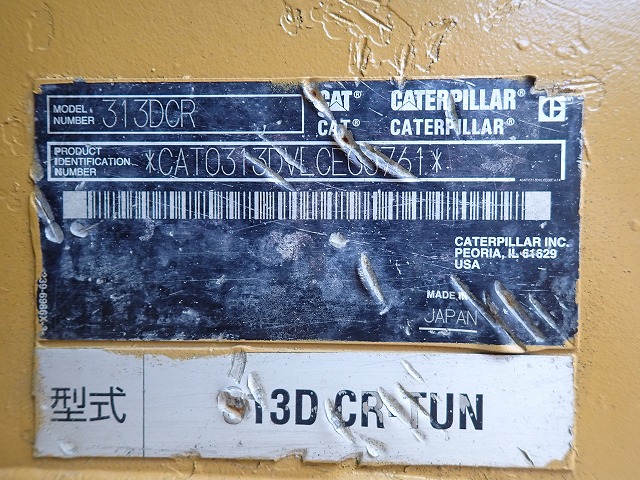 MODEL NUMBER 313DCR
CAT® CATERPILLAR®
CAT® CATERPILLAR®
PRODUCT IDENTIFICATION NUMBER
CATERPILLAR INC.
PEORIA, IL 61629
USA
MADE IN
JAPAN
型式 313D CR-TUN